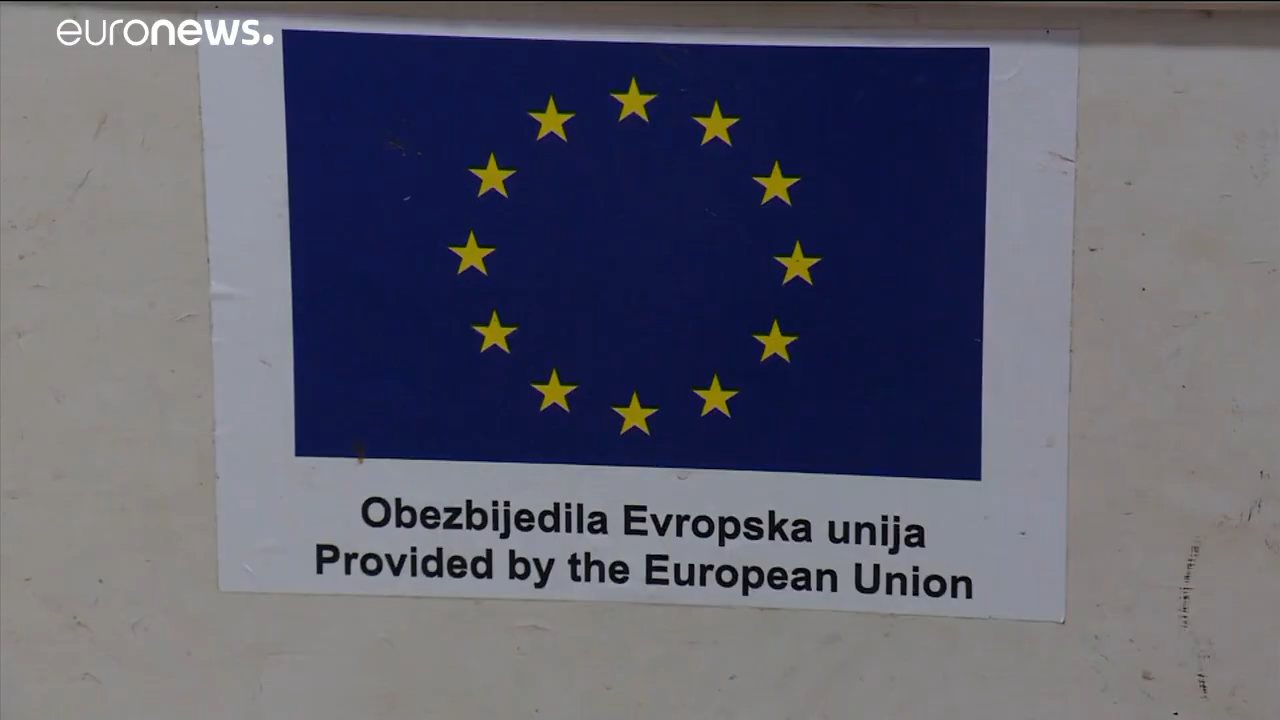 euronews.
Obezbijedila Evropska unija
Provided by the European Union